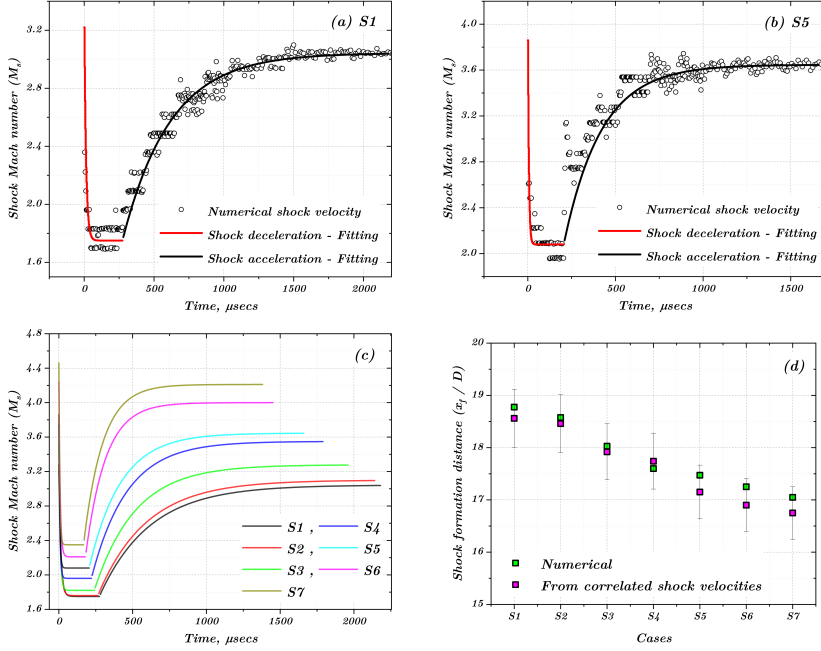 (a) S1
Shock Mach number (Ms)
3.2
2.8
2.4
2.0
1.6
Numerical shock velocity
Shock deceleration - Fitting
Shock acceleration - Fitting
0 500 1000 1500 2000
Time, μsecs
(b) S5
Shock Mach number (Ms)
4.0
3.6
3.2
2.8
2.4
2.0
Numerical shock velocity
Shock deceleration - Fitting
Shock acceleration - Fitting
0 500 1000 1500
Time, μsecs
(c)
Shock Mach number (Ms)
4.8
4.4
4.0
3.6
3.2
2.8
2.4
2.0
1.6
S1 , S4
S2 , S5
S3 , S6
S7
0 500 1000 1500 2000
Time, μsecs
(d)
Shock formation distance (xf / D)
20
19
18
17
16
15
Numerical
From correlated shock velocities
S1 S2 S3 S4 S5 S6 S7
Cases